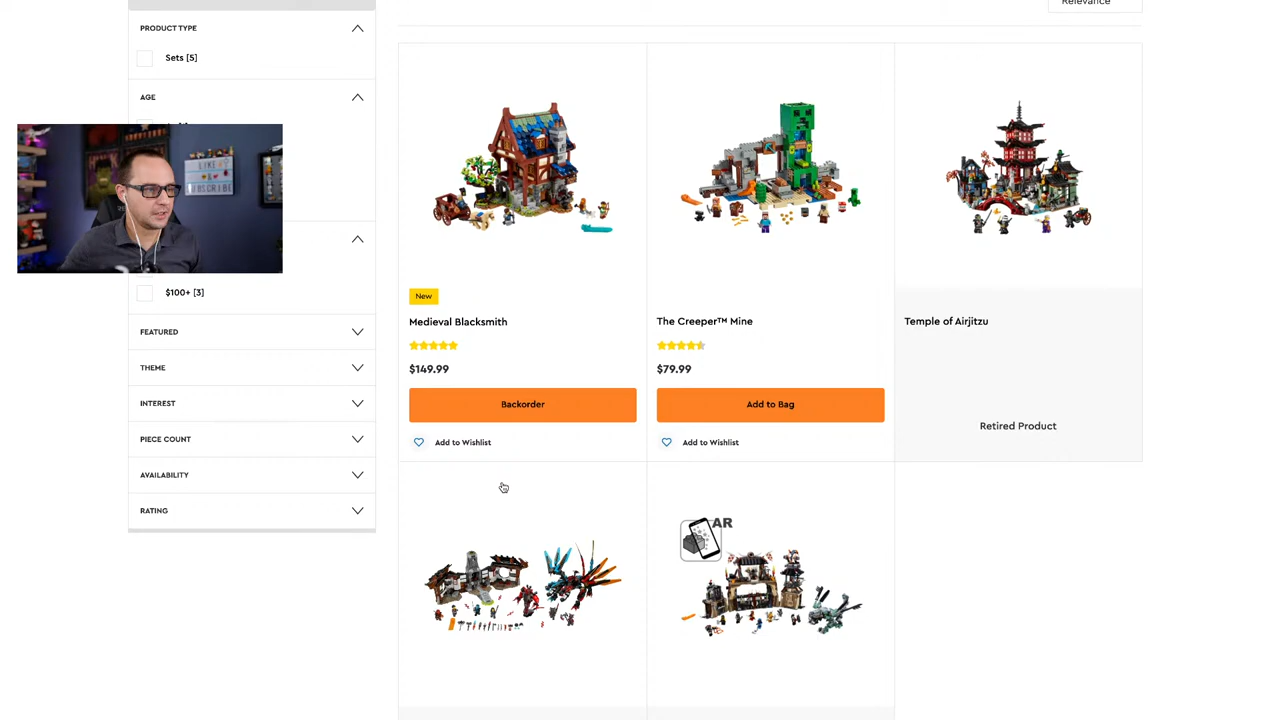 Relevance
PRODUCT TYPE
Sets [5]
AGE
LIKE
SCRIBE
$100+ [3]
FEATURED
THEME
INTEREST
PIECE COUNT
AVAILABILITY
RATING
New
Medieval Blacksmith
$149.99
Backorder
Add to Wishlist
The Creeper™ Mine
$79.99
Add to Bag
Add to Wishlist
Temple of Airjitzu
Retired Product
AR